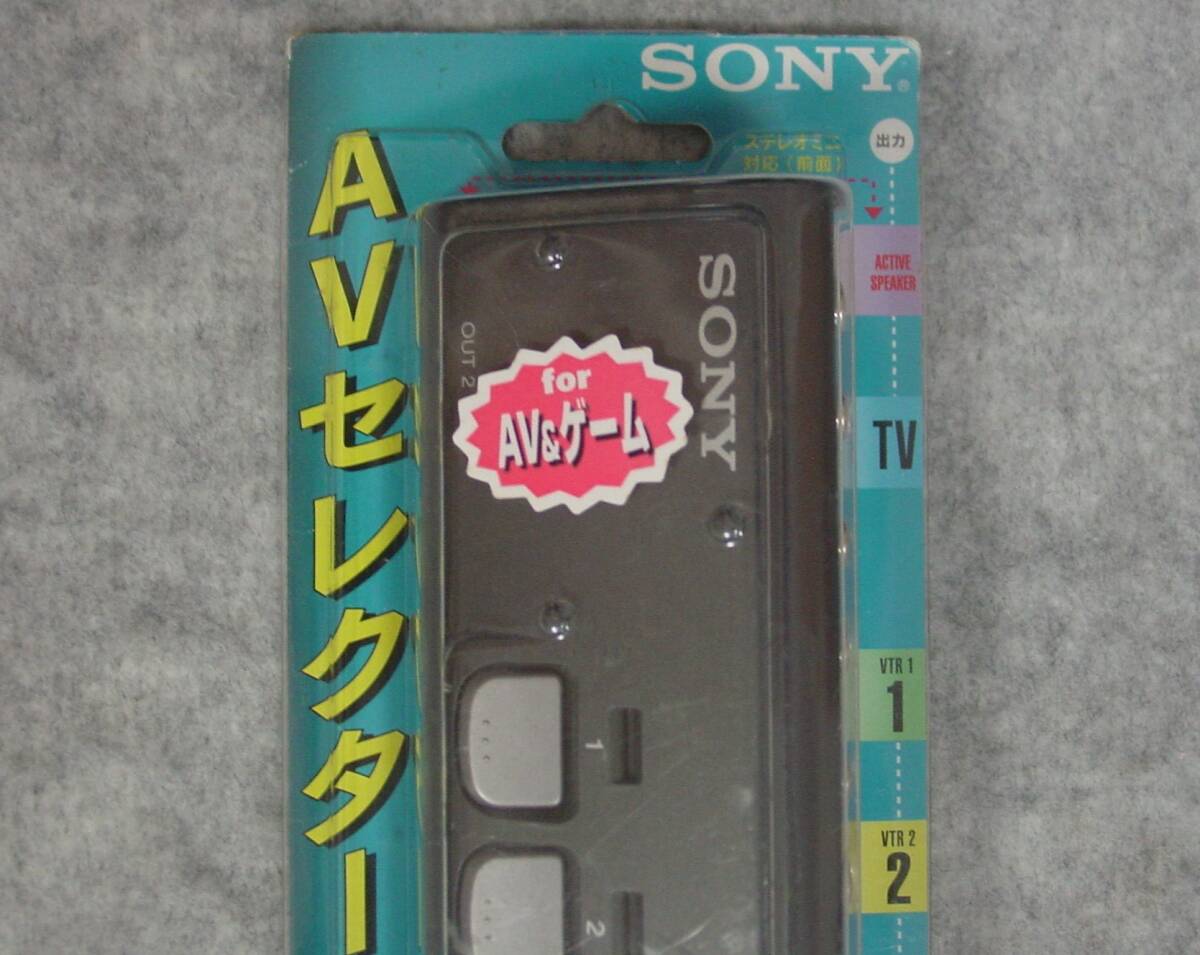 SONY®
ステレオミニ
対応(前面)
出力
AVセレクター
ACTIVE
SPEAKER
SONY
OUT 2
for
AV&ゲーム
TV
VTR 1
1
1
VTR 2
2
2